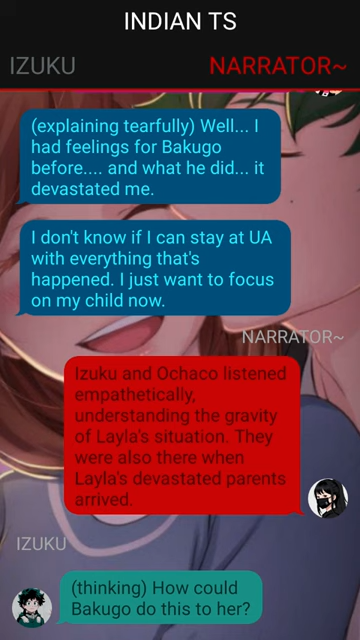 INDIAN TS
IZUKU
NARRATOR~
(explaining tearfully) Well... I
had feelings for Bakugo
before.... and what he did... it
devastated me.
I don't know if I can stay at UA
with everything that's
happened. I just want to focus
on my child now.
NARRATOR~
Izuku and Ochaco listened
empathetically,
understanding the gravity
of Layla's situation. They
were also there when
Layla's devastated parents
arrived.
IZUKU
(thinking) How could
Bakugo do this to her?